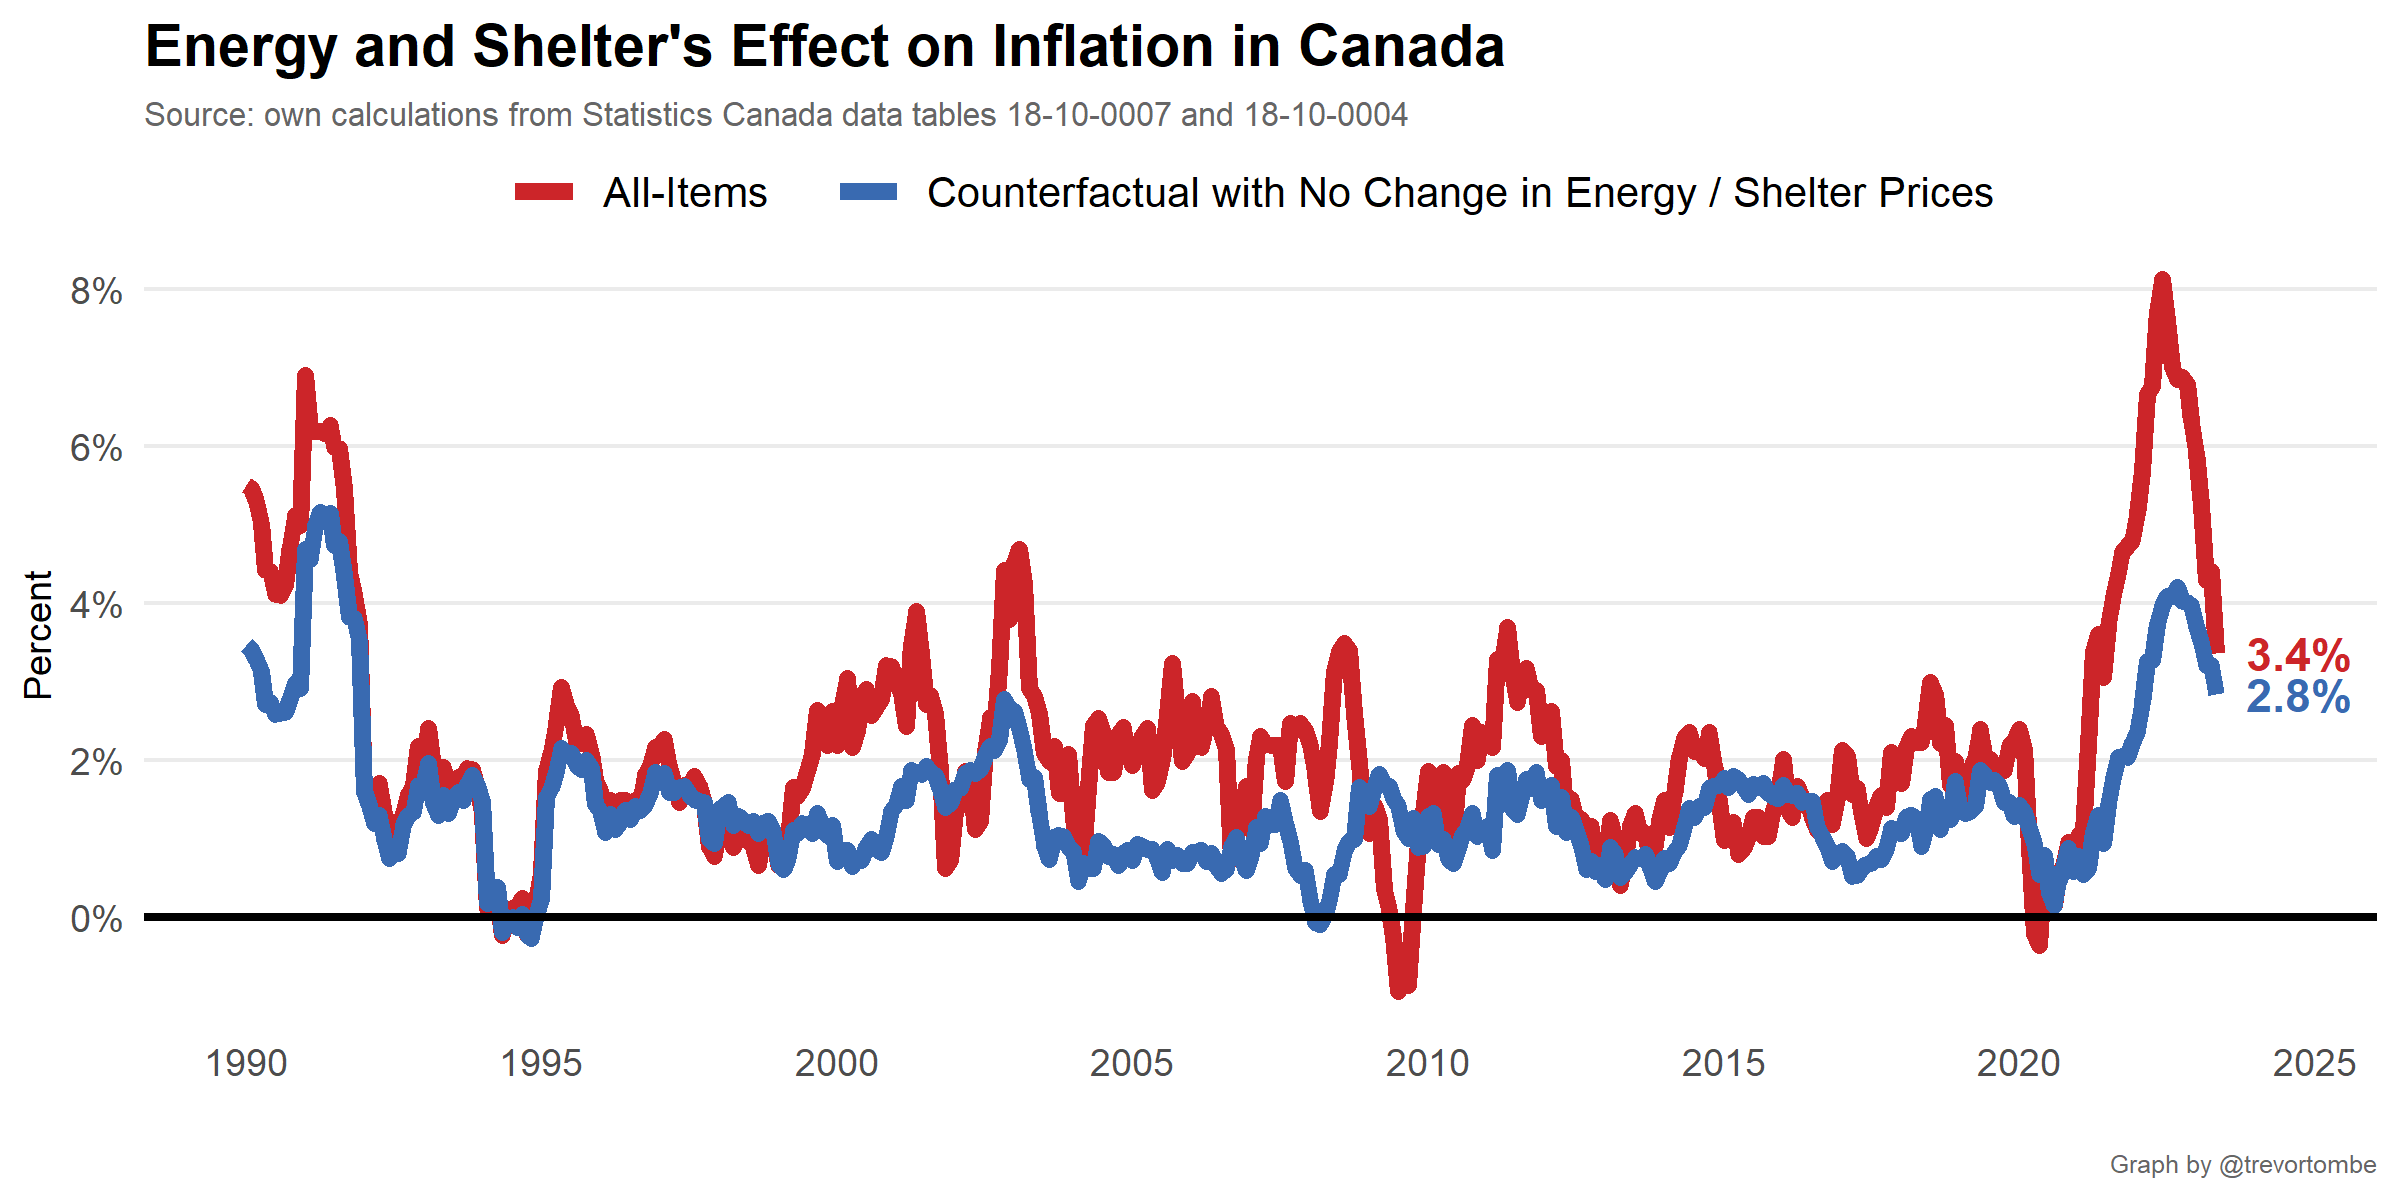 Energy and Shelter's Effect on Inflation in Canada
Source: own calculations from Statistics Canada data tables 18-10-0007 and 18-10-0004
All-Items
Counterfactual with No Change in Energy / Shelter Prices
Percent
8%
6%
4%
2%
0%
3.4%
2.8%
1990 1995 2000 2005 2010 2015 2020 2025
Graph by @trevortombe